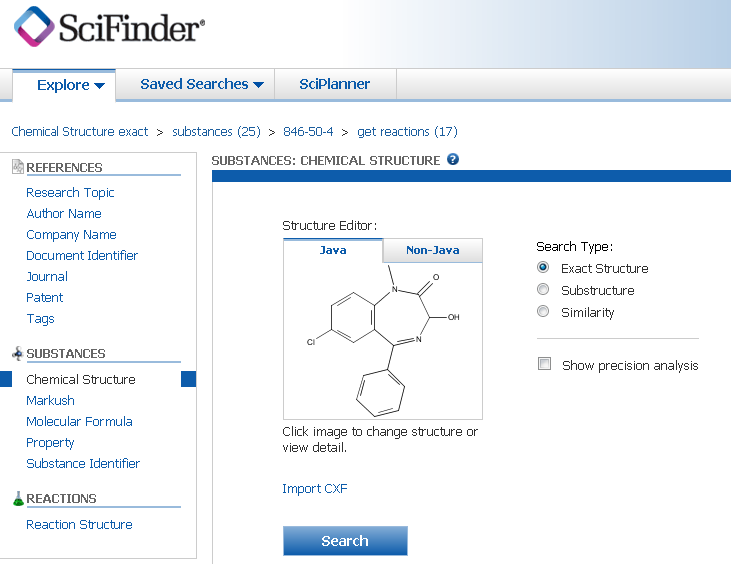 SciFinder®
Explore Saved Searches SciPlanner
Chemical Structure exact > substances (25) > 846-50-4 > get reactions (17)
REFERENCES
Research Topic
Author Name
Company Name
Document Identifier
Journal
Patent
Tags
SUBSTANCES
Chemical Structure
Markush
Molecular Formula
Property
Substance Identifier
REACTIONS
Reaction Structure
SUBSTANCES: CHEMICAL STRUCTURE ?
Structure Editor:
Java Non-Java
O
N
OH
N
Cl
Click image to change structure or
view detail.
Import CXF
Search
Search Type:
Exact Structure
Substructure
Similarity
Show precision analysis